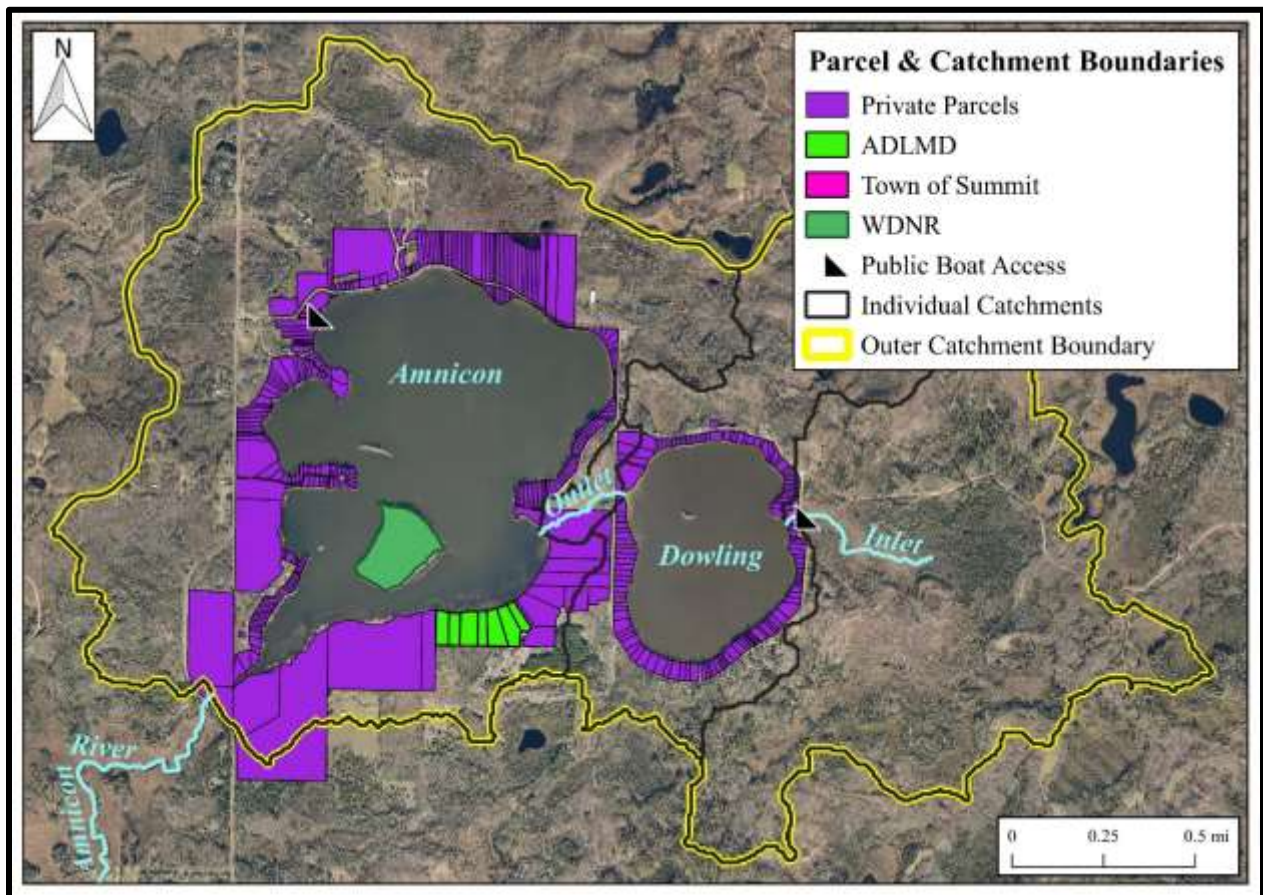 N
Parcel & Catchment Boundaries
Private Parcels
ADLMD
Town of Summit
WDNR
Public Boat Access
Individual Catchments
Outer Catchment Boundary
Amnicon
Outlet
Dowling
Inlet
Amnicon River
0 0.25 0.5 mi